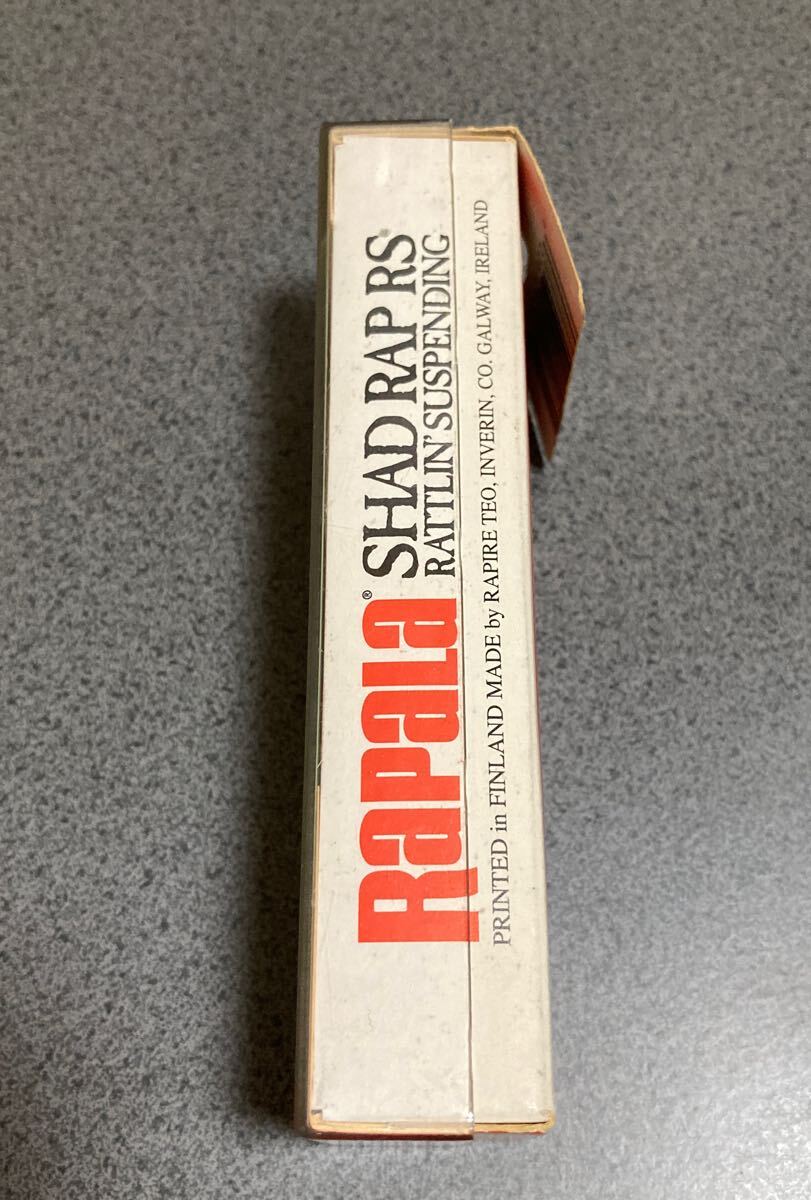 Rapala® SHAD RAP RS®
RATTLIN' SUSPENDING
PRINTED in FINLAND MADE by RAPIRE TEO, INVERIN, CO. GALWAY, IRELAND